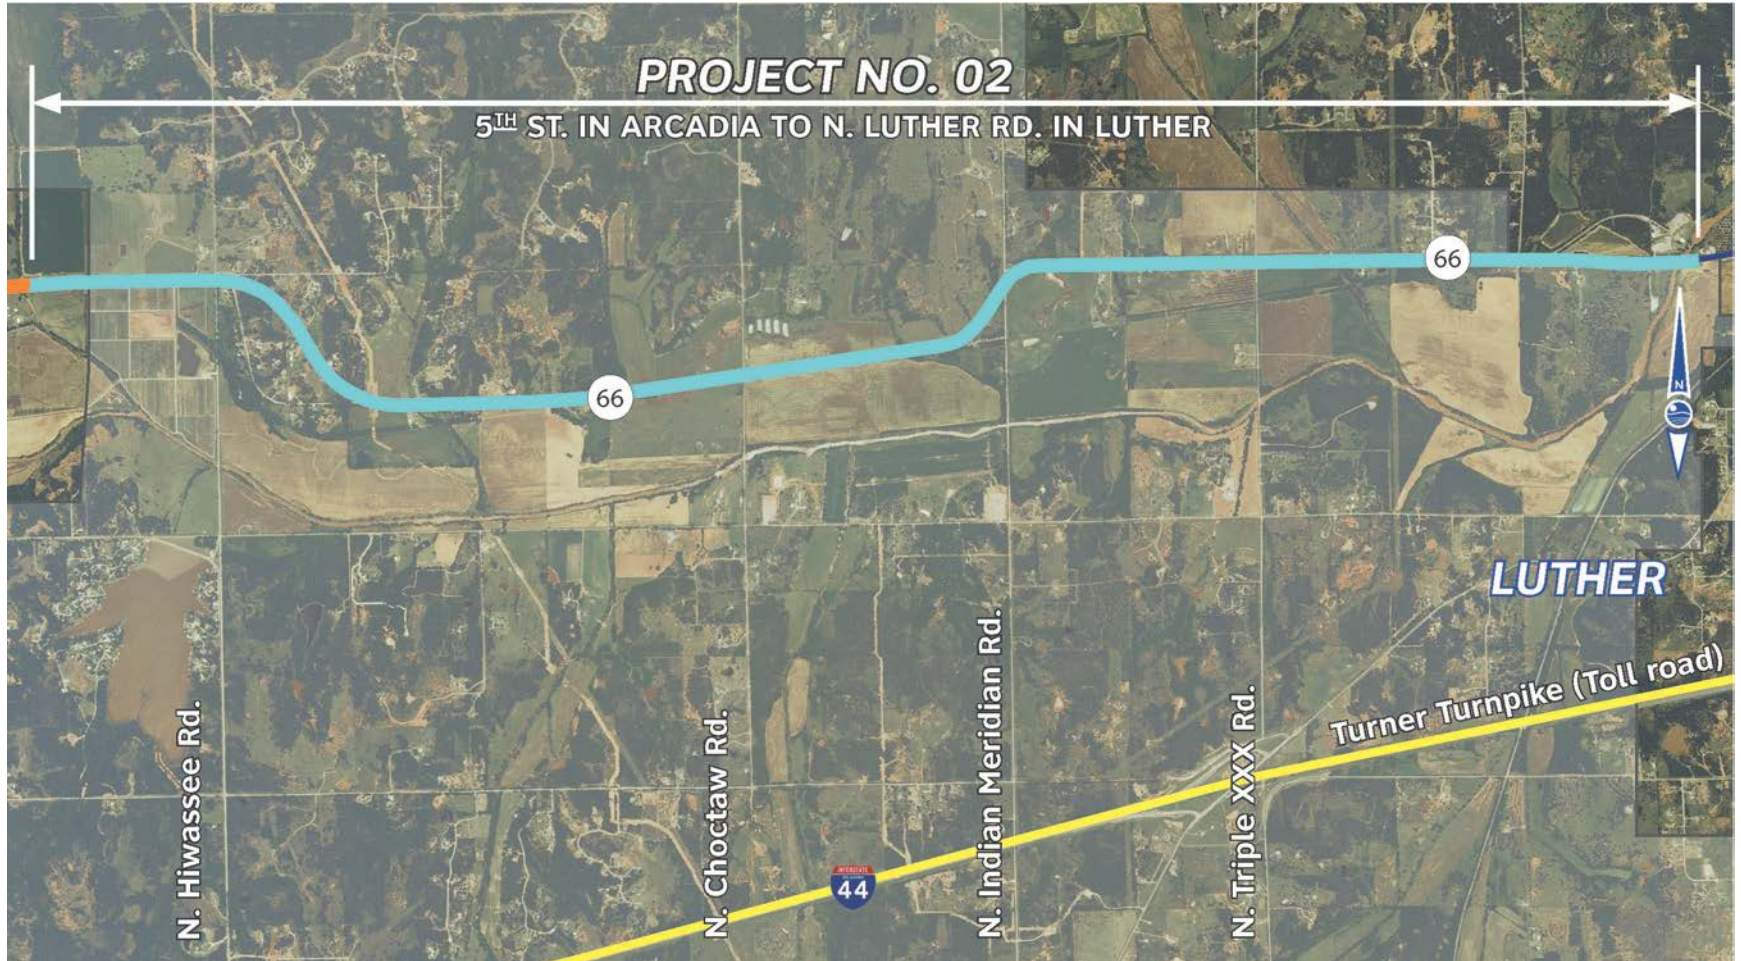 PROJECT NO. 02
5TH ST. IN ARCADIA TO N. LUTHER RD. IN LUTHER
66
66
N
LUTHER
Turner Turnpike (Toll road)
INTERSTATE
44
N. Hiwassee Rd.
N. Choctaw Rd.
N. Indian Meridian Rd.
N. Triple XXX Rd.